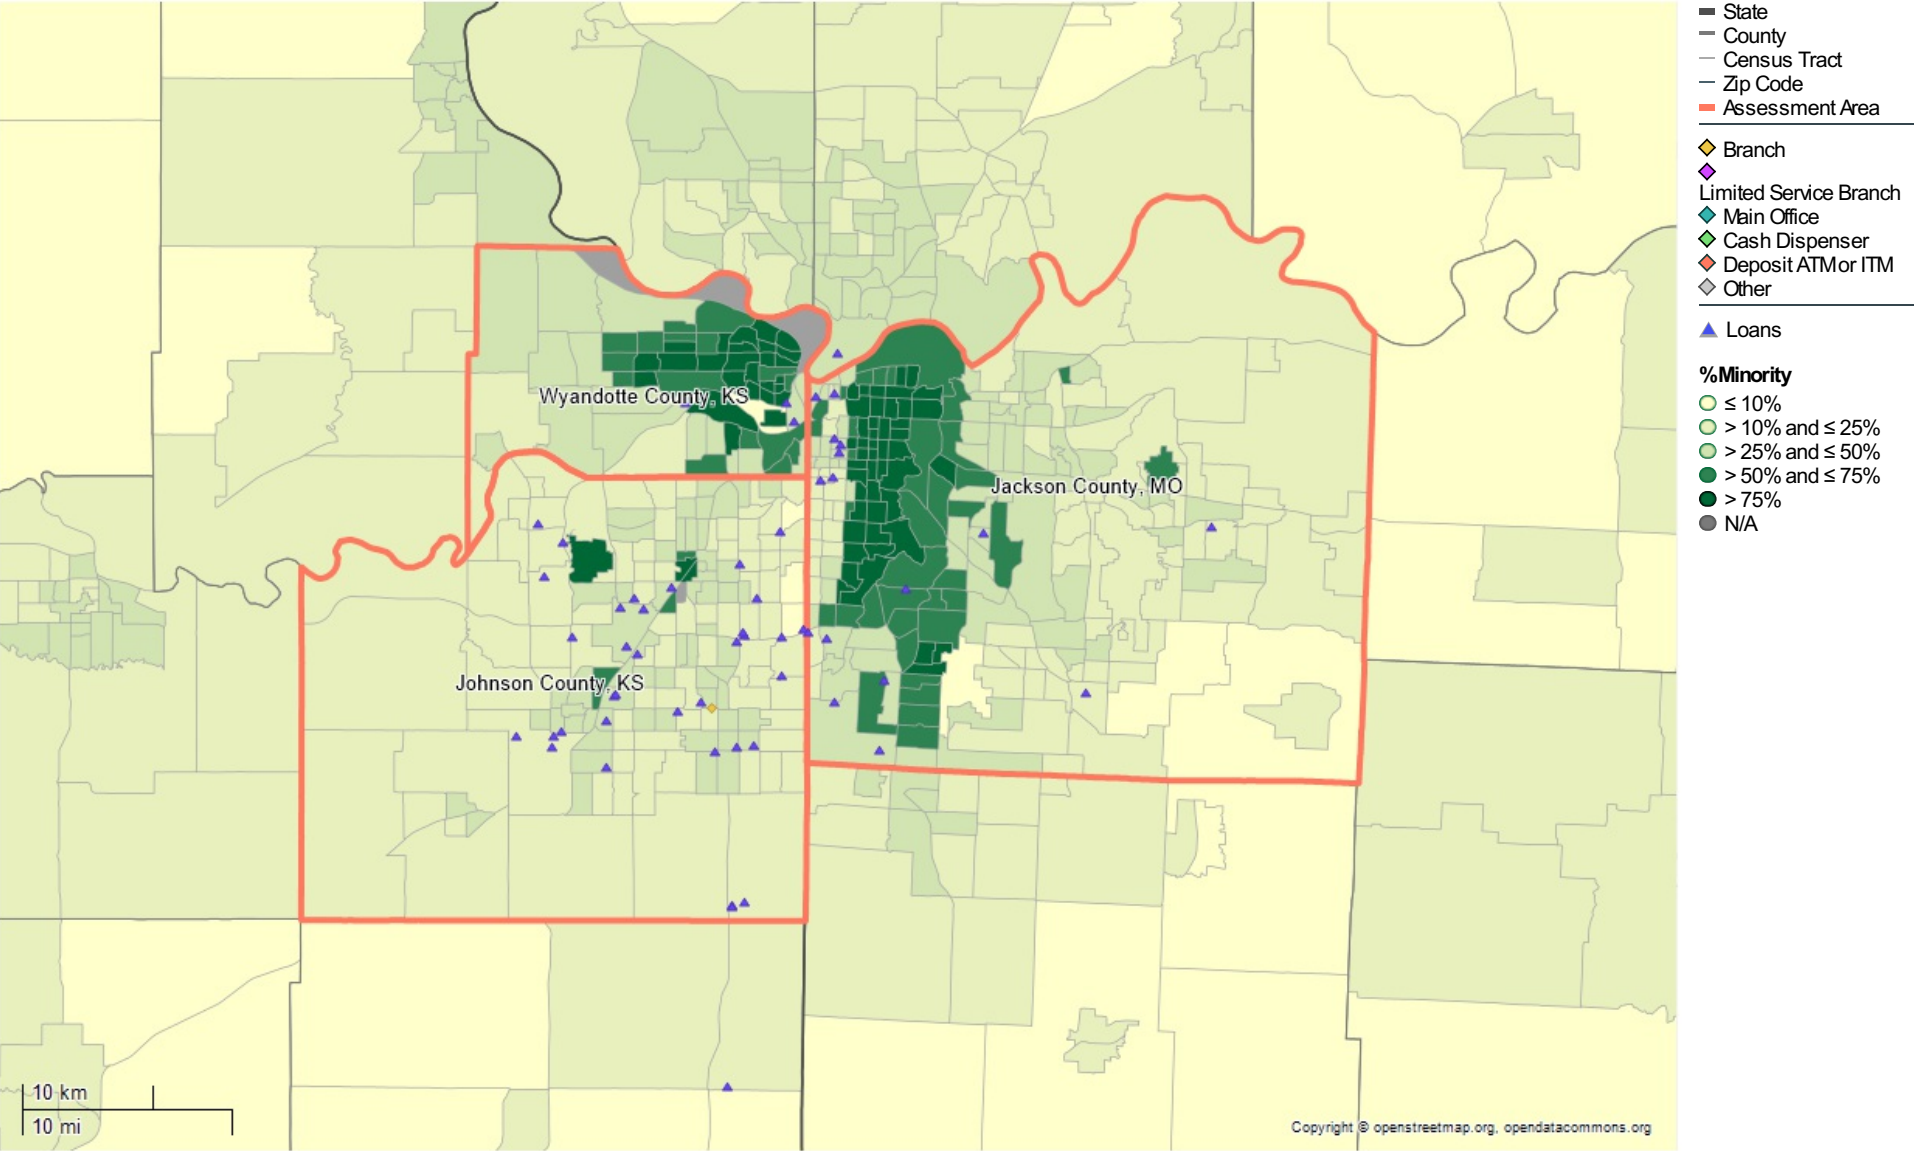 State
County
Census Tract
Zip Code
Assessment Area
Branch
Limited Service Branch
Main Office
Cash Dispenser
Deposit ATM or ITM
Other
Loans
%Minority
≤ 10%
> 10% and ≤ 25%
> 25% and ≤ 50%
> 50% and ≤ 75%
> 75%
N/A
Wyandotte County, KS
Jackson County, MO
Johnson County, KS
10 km
10 mi
Copyright © openstreetmap.org, opendatacommons.org